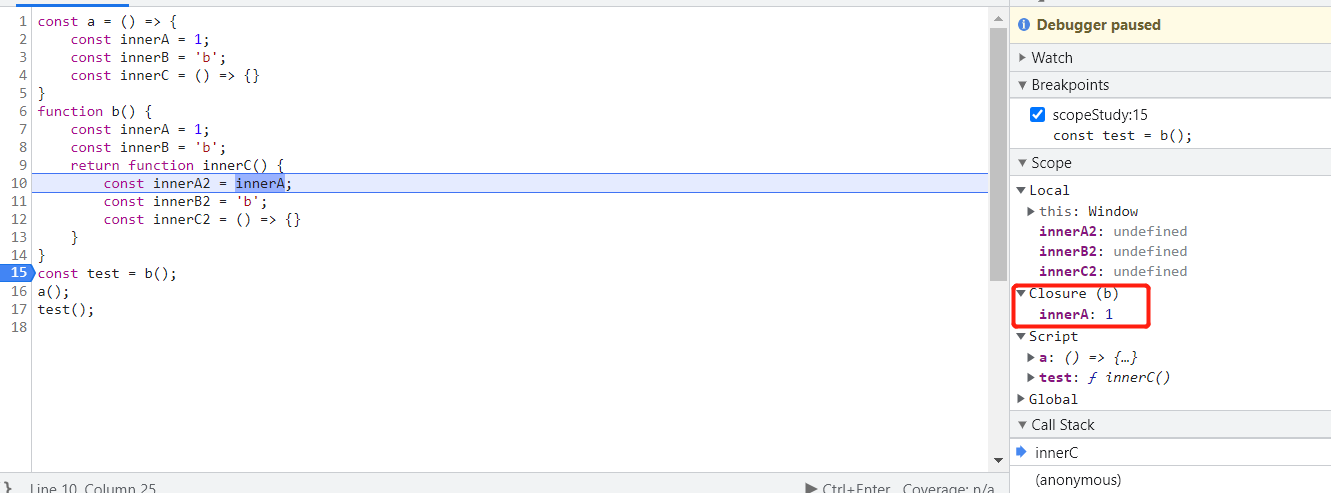 1 const a = () => {
2 const innerA = 1;
3 const innerB = 'b';
4 const innerC = () => {}
5 }
6 function b() {
7 const innerA = 1;
8 const innerB = 'b';
9 return function innerC() {
10 const innerA2 = innerA;
11 const innerB2 = 'b';
12 const innerC2 = () => {}
13 }
14 }
15 const test = b();
16 a();
17 test();
18
} Line 10, Column 25
Ctrl+Enter Coverage: n/a
Debugger paused
Watch
Breakpoints
scopeStudy:15
const test = b();
Scope
Local
this: Window
innerA2: undefined
innerB2: undefined
innerC2: undefined
Closure (b)
innerA: 1
Script
a: () => {…}
test: ƒ innerC()
Global
Call Stack
innerC
(anonymous)